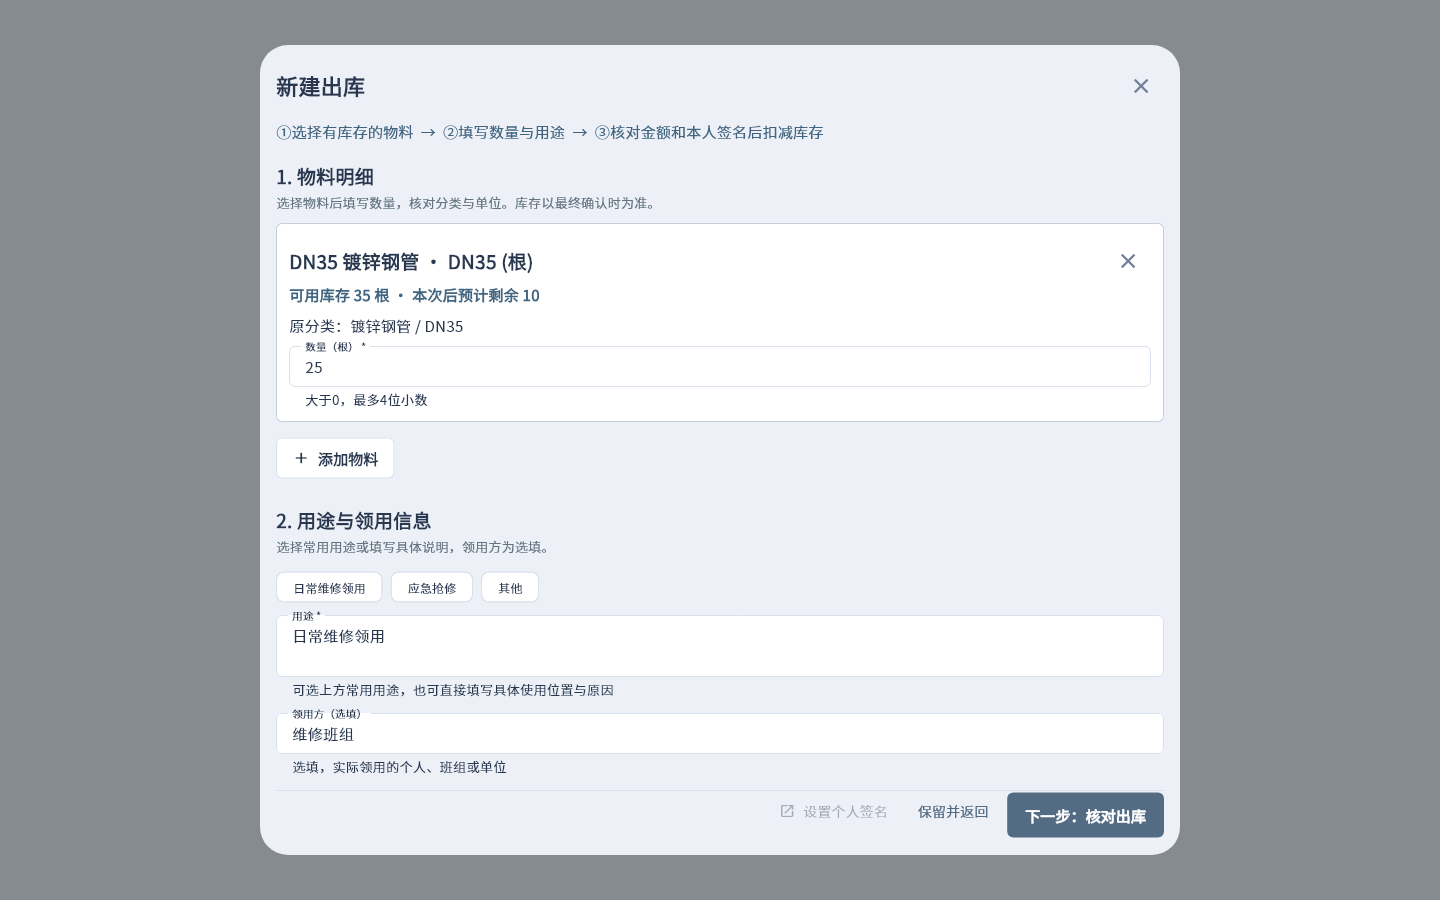 新建出库
①选择有库存的物料 → ②填写数量与用途 → ③核对金额和本人签名后扣减库存
1. 物料明细
选择物料后填写数量，核对分类与单位。库存以最终确认时为准。
DN35 镀锌钢管 · DN35 (根)
可用库存 35 根 · 本次后预计剩余 10
原分类：镀锌钢管 / DN35
数量（根） *
25
大于0，最多4位小数
+ 添加物料
2. 用途与领用信息
选择常用用途或填写具体说明，领用方为选填。
日常维修领用 应急抢修 其他
用途 *
日常维修领用
可选上方常用用途，也可直接填写具体使用位置与原因
领用方（选填）
维修班组
选填，实际领用的个人、班组或单位
设置个人签名 保留并返回 下一步：核对出库